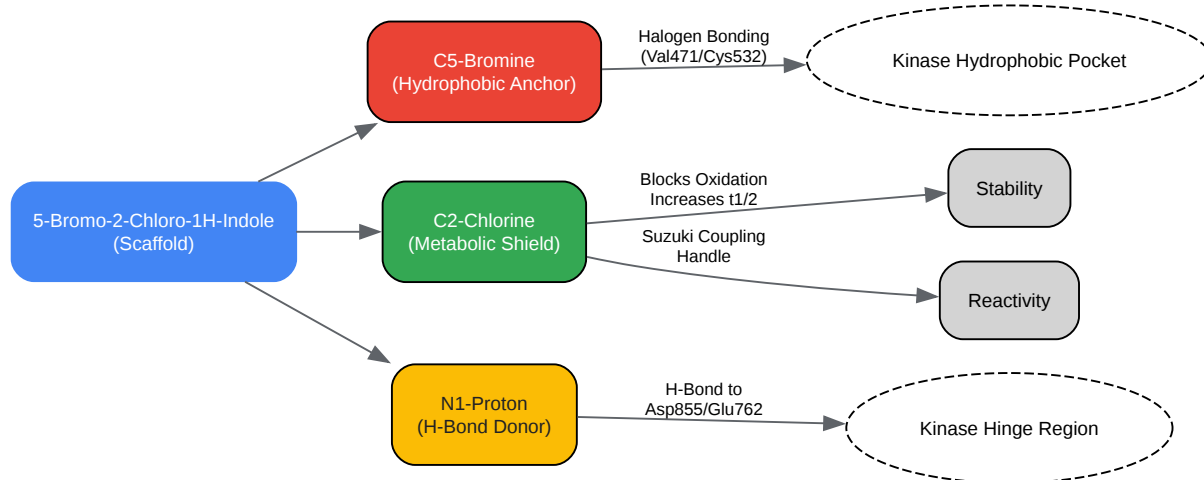 C5-Bromine
(Hydrophobic Anchor)
Halogen Bonding
(Val471/Cys532)
Kinase Hydrophobic Pocket
5-Bromo-2-Chloro-1H-Indole
(Scaffold)
C2-Chlorine
(Metabolic Shield)
Blocks Oxidation
Increases t1/2
Stability
Suzuki Coupling
Handle
Reactivity
N1-Proton
(H-Bond Donor)
H-Bond to
Asp855/Glu762
Kinase Hinge Region